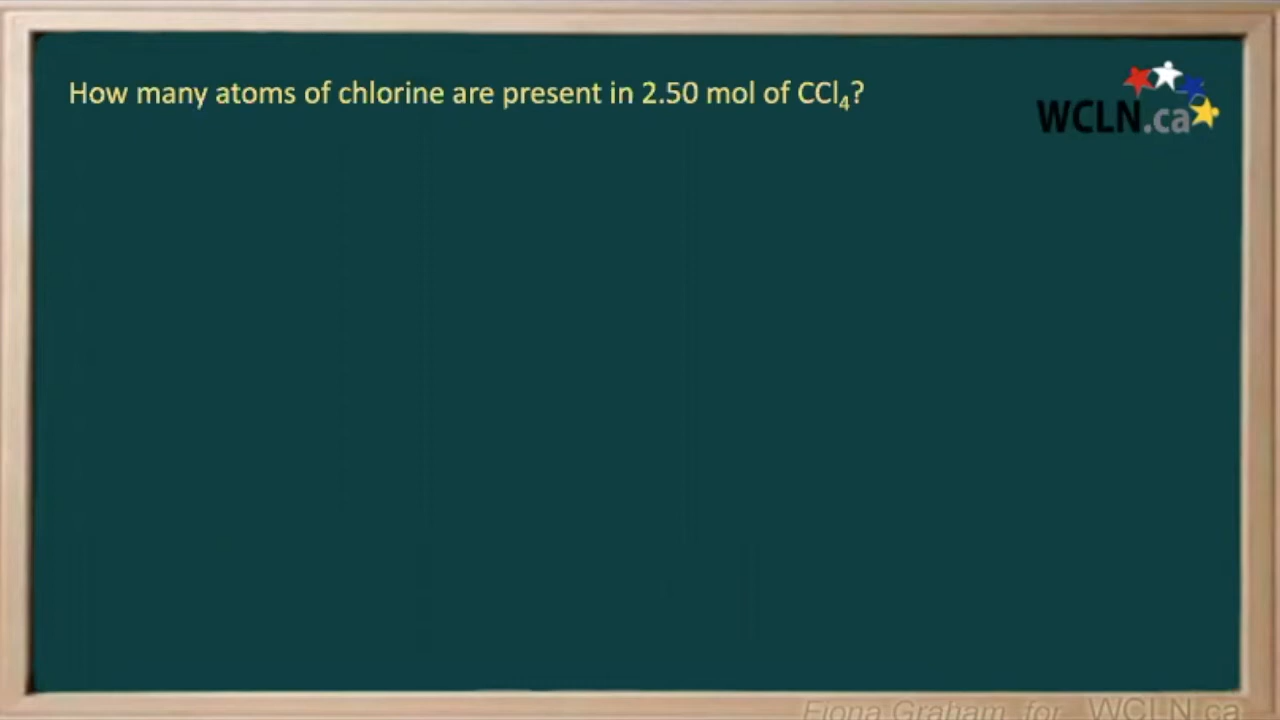 How many atoms of chlorine are present in 2.50 mol of CCl₄?
WCLN.ca
Fiona Graham for WCLN.ca